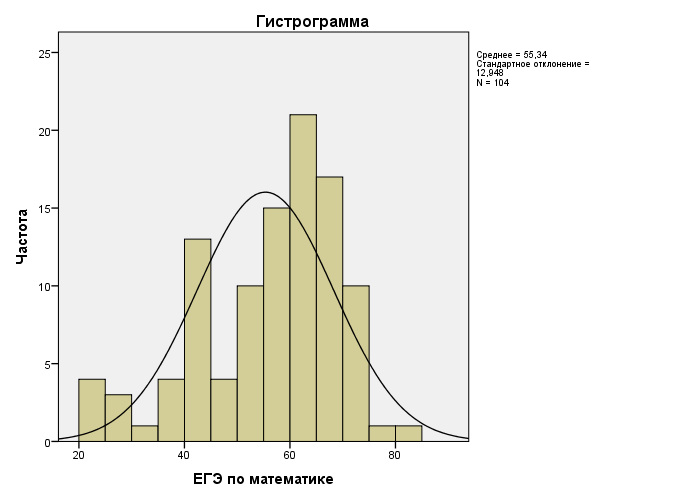 Гистрограмма
Среднее = 55,34
Стандартное отклонение =
12,948
N = 104
Частота
25
20
15
10
5
0
20 40 60 80
ЕГЭ по математике